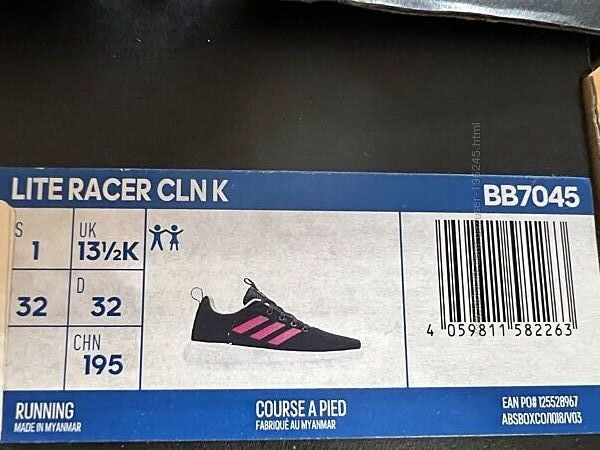 LITE RACER CLN K
BB7045
S
1
UK
13½K
32
D
32
CHN
195
4 059811 582263
RUNNING
MADE IN MYANMAR
COURSE A PIED
FABRIQUÉ AU MYANMAR
EAN PO# 125528967
ABSBOXCO/1018/V03